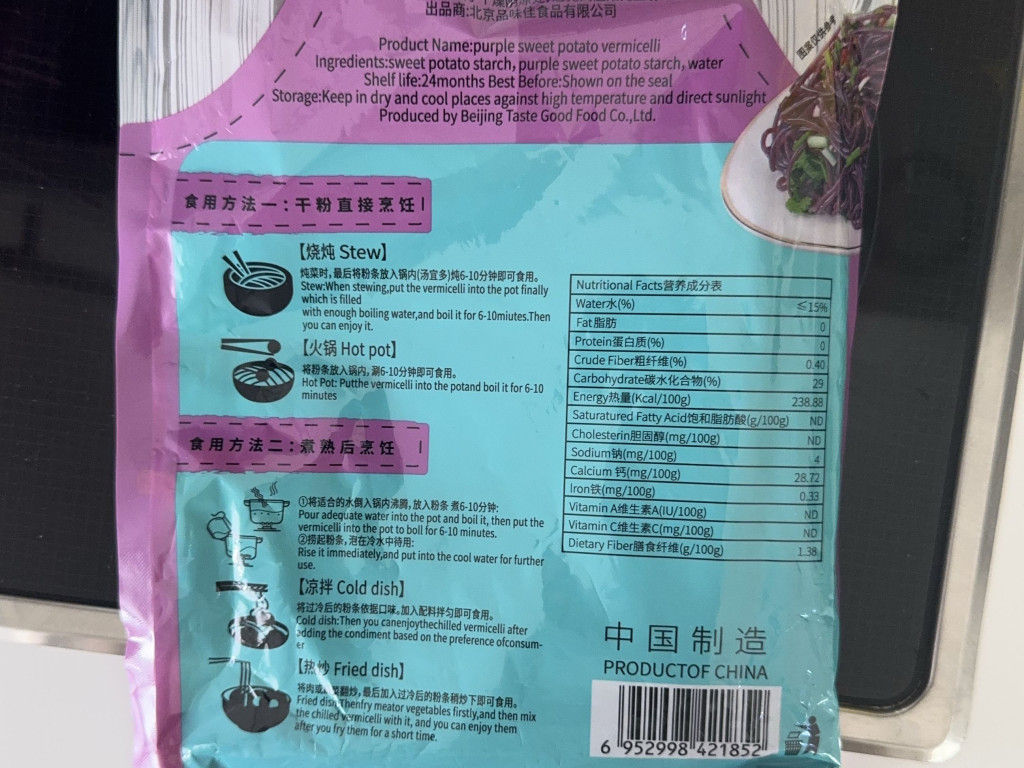 出品商:北京品味佳食品有限公司
Product Name:purple sweet potato vermicelli
Ingredients:sweet potato starch, purple sweet potato starch, water
Shelf life:24months Best Before:Shown on the seal
Storage:Keep in dry and cool places against high temperature and direct sunlight
Produced by Beijing Taste Good Food Co.,Ltd.
图案仅供参考
食用方法一:干粉直接烹饪
【烧炖 Stew】
炖菜时,最后将粉条放入锅内(汤宜多)炖6-10分钟即可食用。
Stew:When stewing,put the vermicelli into the pot finally
which is filled
with enough boiling water,and boil it for 6-10miutes.Then
you can enjoy it.
【火锅 Hot pot】
将粉条放入锅内, 涮6-10分钟即可食用。
Hot Pot: Putthe vermicelli into the potand boil it for 6-10
minutes
食用方法二:煮熟后烹饪
①将适合的水倒入锅内沸腾, 放入粉条 煮6-10分钟:
Pour adequate water into the pot and boil it, then put the
vermicelli into the pot to boll for 6-10 minutes.
②捞起粉条, 泡在冷水中待用:
Rise it immediately,and put into the cool water for further
use.
【凉拌 Cold dish】
将过冷后的粉条依据口味,加入配料拌匀即可食用。
Cold dish:Then you canenjoythechilled vermicelli after
adding the condiment based on the preference ofconsum-
er
【热炒 Fried dish】
将肉或 翻炒, 最后加入过冷后的粉条稍炒下即可食用。
Fried dish henfry meator vegetables firstly,and then mix
the chilled vermicelli with it, and you can enjoy them
after you fry them for a short time.
Nutritional Facts营养成分表
Water水(%) ≤15%
Fat脂肪 0
Protein蛋白质(%) 0
Crude Fiber粗纤维(%) 0.40
Carbohydrate碳水化合物(%) 29
Energy热量(Kcal/100g) 238.88
Saturatured Fatty Acid饱和脂肪酸(g/100g) ND
Cholesterin胆固醇(mg/100g) ND
Sodium钠(mg/100g) 4
Calcium 钙(mg/100g) 28.72
Iron铁(mg/100g) 0.33
Vitamin A维生素A(IU/100g) ND
Vitamin C维生素C(mg/100g) ND
Dietary Fiber膳食纤维(g/100g) 1.38
中国制造
PRODUCTOF CHINA
6 952998 421852